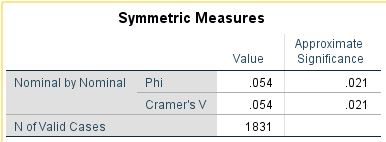 Symmetric Measures
Value Approximate Significance
Nominal by Nominal Phi .054 .021
Cramer's V .054 .021
N of Valid Cases 1831